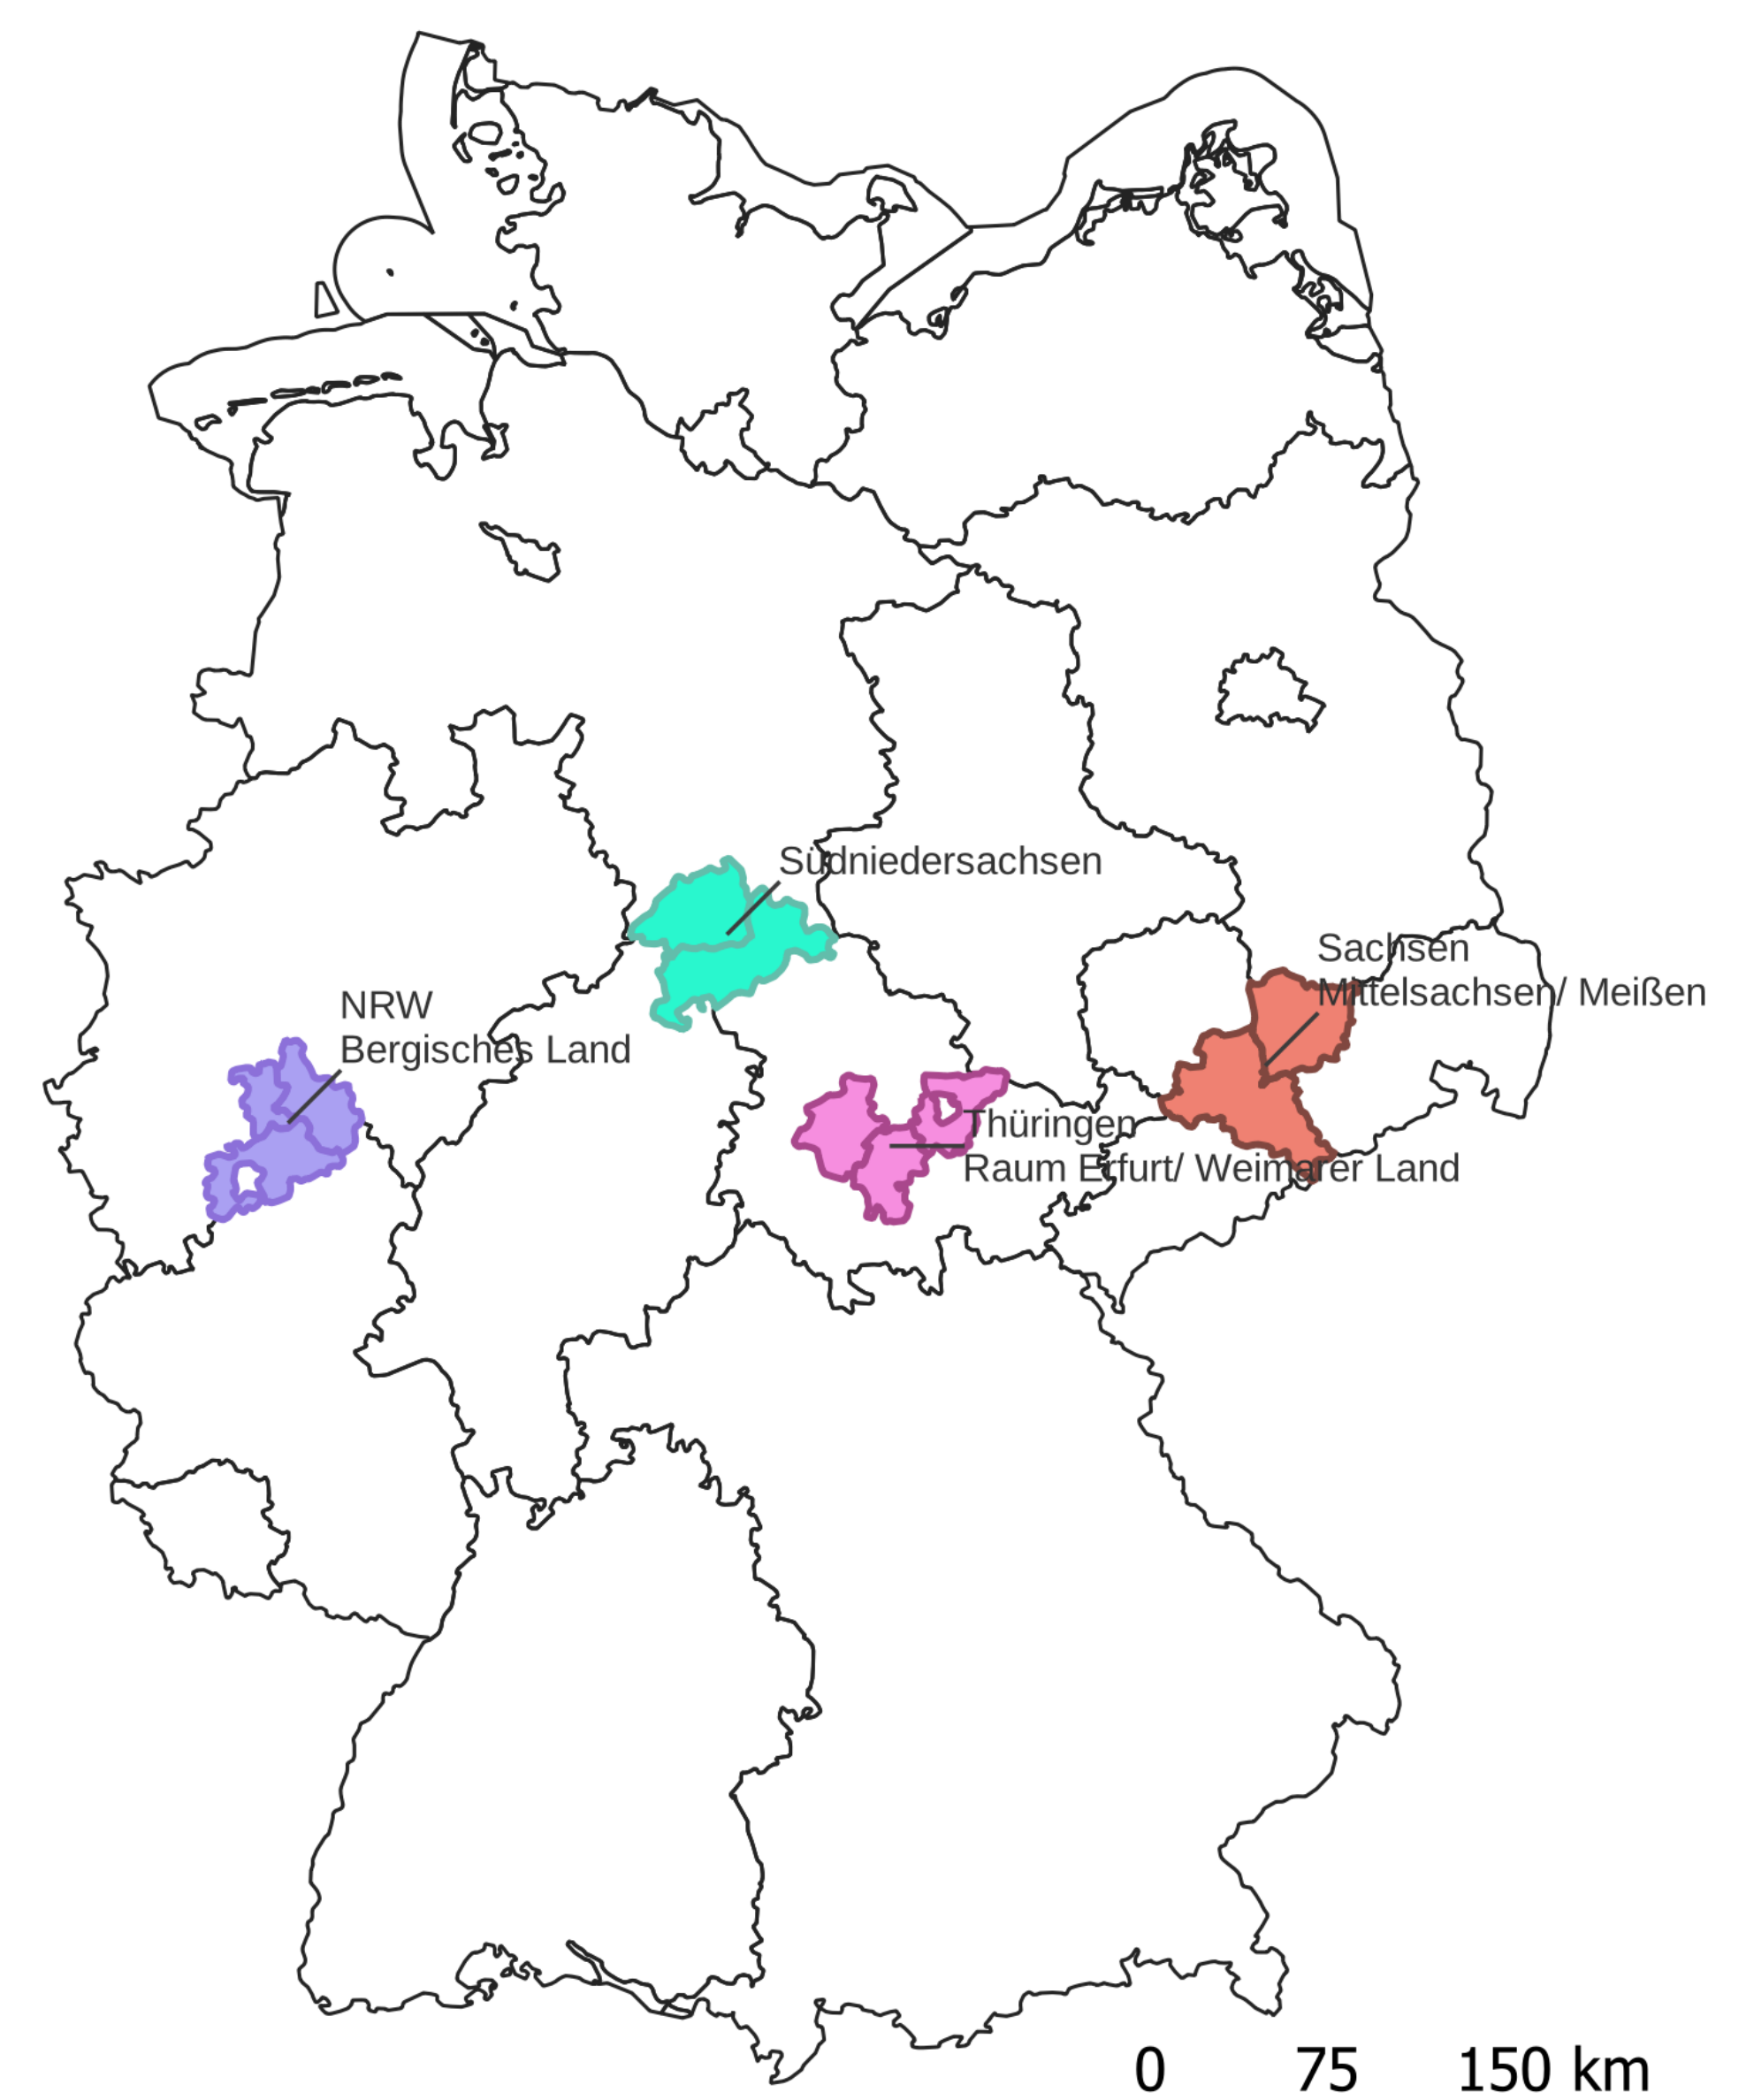 Südniedersachsen
Sachsen
Mittelsachsen/ Meißen
NRW
Bergisches Land
Thüringen
Raum Erfurt/ Weimarer Land
0 75 150 km